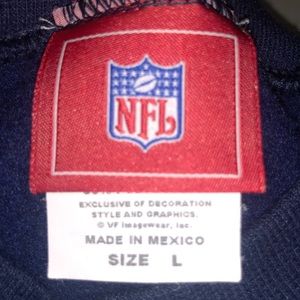 NFL
EXCLUSIVE OF DECORATION
STYLE AND GRAPHICS.
© VF Imagewear, Inc.
MADE IN MEXICO
SIZE L